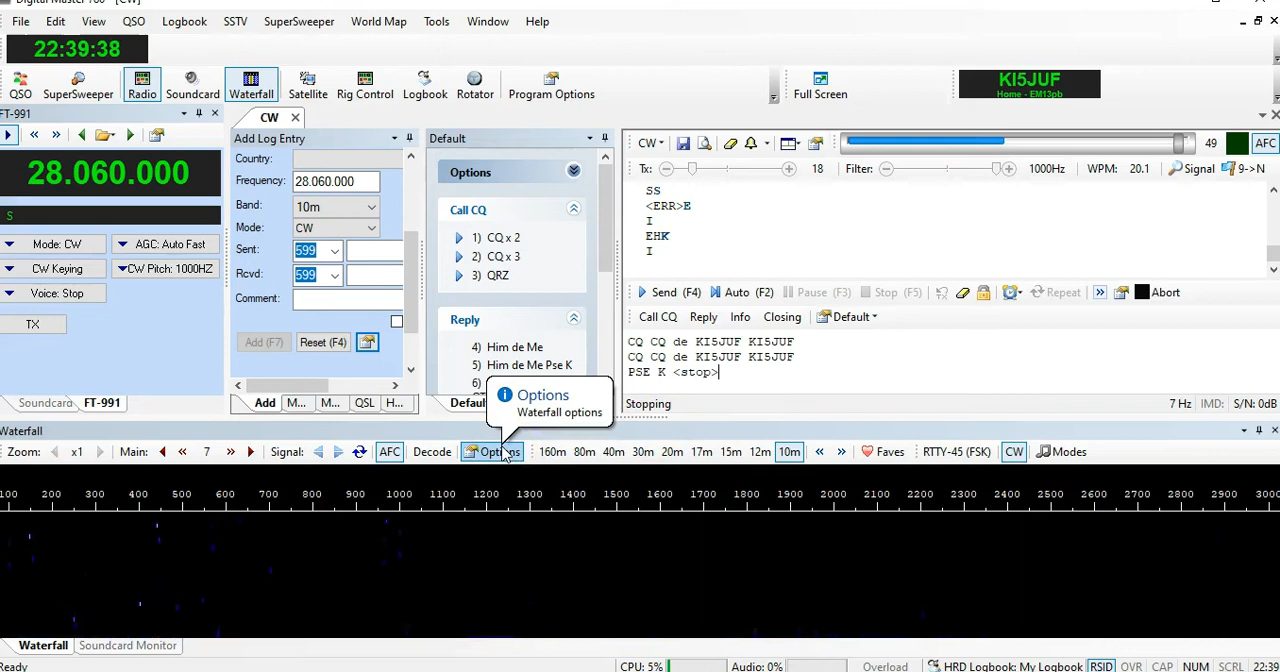 Digital Master 780 - [CW]
File Edit View QSO Logbook SSTV SuperSweeper World Map Tools Window Help
22:39:38
QSO SuperSweeper Radio Soundcard Waterfall Satellite Rig Control Logbook Rotator Program Options Full Screen
KI5JUF
Home - EM13pb
FT-991
CW
28.060.000
S
Mode: CW AGC: Auto Fast
CW Keying CW Pitch: 1000HZ
Voice: Stop
TX
Soundcard FT-991
Add Log Entry
Country:
Frequency: 28.060.000
Band: 10m
Mode: CW
Sent: 599
Rcvd: 599
Comment:
Add (F7) Reset (F4)
Add M... M... QSL H...
Default
Options
Call CQ
1) CQ x 2
2) CQ x 3
3) QRZ
Reply
4) Him de Me
5) Him de Me Pse K
6)
Options
Waterfall options
CW 49 AFC
Tx: 18 Filter: 1000Hz WPM: 20.1 Signal 9->N
SS
<ERR>E
I
EHK
I
Send (F4) Auto (F2) Pause (F3) Stop (F5) Repeat Abort
Call CQ Reply Info Closing Default
CQ CQ de KI5JUF KI5JUF
CQ CQ de KI5JUF KI5JUF
PSE K <stop>
Stopping 7 Hz IMD: S/N: 0dB
Waterfall
Zoom: x1 Main: 7 Signal: AFC Decode Options 160m 80m 40m 30m 20m 17m 15m 12m 10m Faves RTTY-45 (FSK) CW Modes
100 200 300 400 500 600 700 800 900 1000 1100 1200 1300 1400 1500 1600 1700 1800 1900 2000 2100 2200 2300 2400 2500 2600 2700 2800 2900 3000
Waterfall Soundcard Monitor
Ready CPU: 5% Audio: 0% Overload HRD Logbook: My Logbook RSID OVR CAP NUM SCRL 22:39